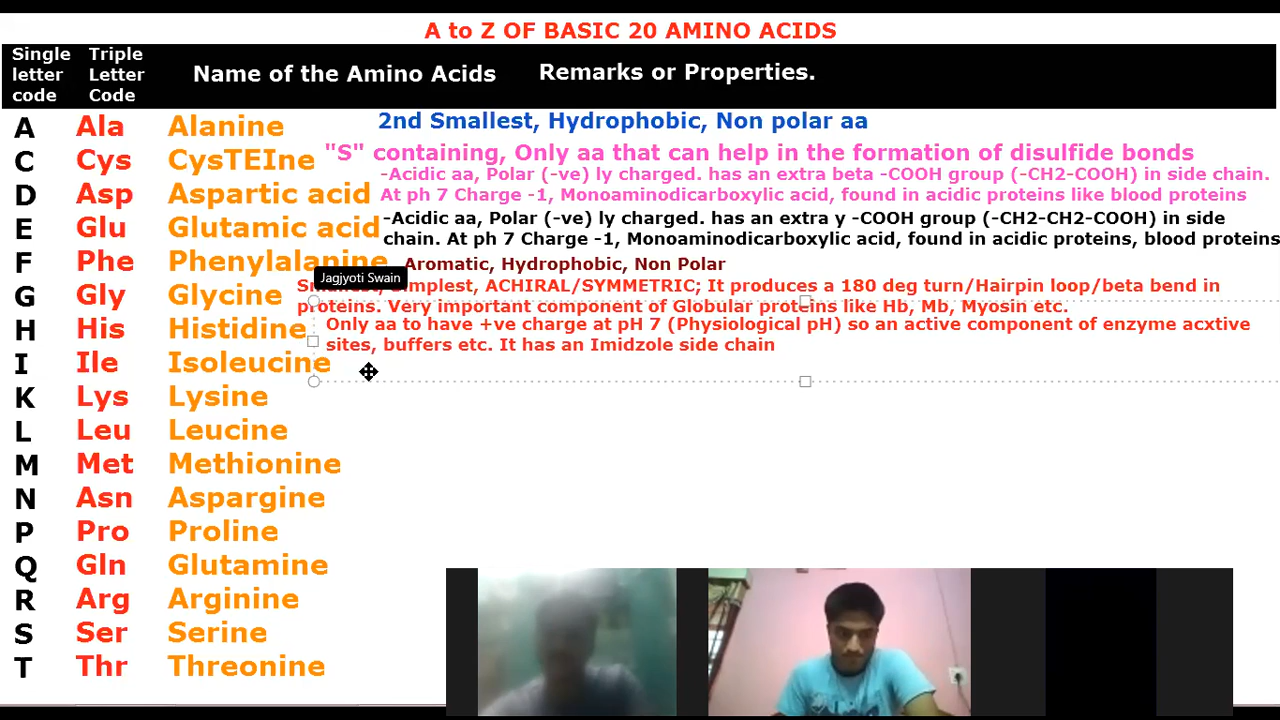 A to Z OF BASIC 20 AMINO ACIDS
Single letter code Triple Letter Code Name of the Amino Acids Remarks or Properties.
A Ala Alanine 2nd Smallest, Hydrophobic, Non polar aa
C Cys CysTEIne "S" containing, Only aa that can help in the formation of disulfide bonds
D Asp Aspartic acid -Acidic aa, Polar (-ve) ly charged. has an extra beta -COOH group (-CH2-COOH) in side chain.
At ph 7 Charge -1, Monoaminodicarboxylic acid, found in acidic proteins like blood proteins
E Glu Glutamic acid -Acidic aa, Polar (-ve) ly charged. has an extra y -COOH group (-CH2-CH2-COOH) in side
chain. At ph 7 Charge -1, Monoaminodicarboxylic acid, found in acidic proteins, blood proteins
F Phe Phenylalanine Aromatic, Hydrophobic, Non Polar
Jagjyoti Swain
G Gly Glycine Smallest, Simplest, ACHIRAL/SYMMETRIC; It produces a 180 deg turn/Hairpin loop/beta bend in
proteins. Very important component of Globular proteins like Hb, Mb, Myosin etc.
H His Histidine Only aa to have +ve charge at pH 7 (Physiological pH) so an active component of enzyme acxtive
sites, buffers etc. It has an Imidzole side chain
I Ile Isoleucine
K Lys Lysine
L Leu Leucine
M Met Methionine
N Asn Aspargine
P Pro Proline
Q Gln Glutamine
R Arg Arginine
S Ser Serine
T Thr Threonine